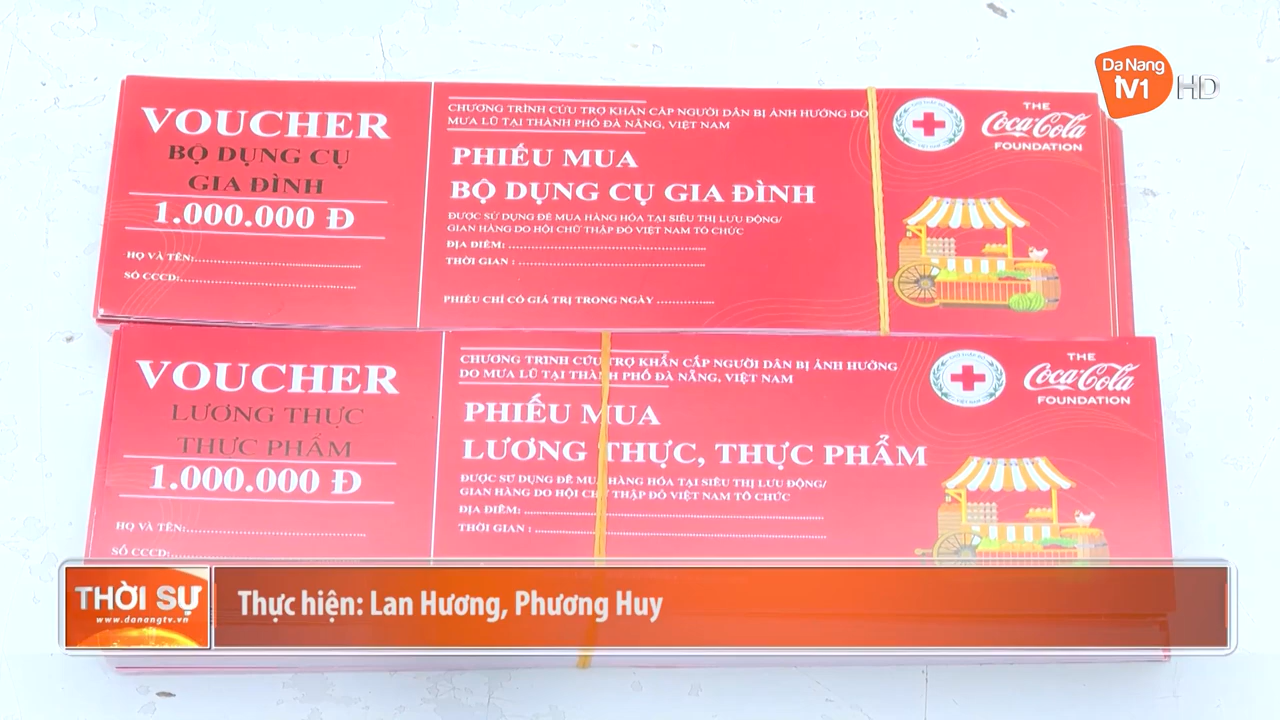 Da Nang
TV1 HD
VOUCHER
BỘ DỤNG CỤ
GIA ĐÌNH
1.000.000 Đ
HỌ VÀ TÊN:
SỐ CCCD:
CHƯƠNG TRÌNH CỨU TRỢ KHẨN CẤP NGƯỜI DÂN BỊ ẢNH HƯỞNG DO
MƯA LŨ TẠI THÀNH PHỐ ĐÀ NẴNG, VIỆT NAM
PHIẾU MUA
BỘ DỤNG CỤ GIA ĐÌNH
ĐƯỢC SỬ DỤNG ĐỂ MUA HÀNG HÓA TẠI SIÊU THỊ LƯU ĐỘNG/
GIAN HÀNG DO HỘI CHỮ THẬP ĐỎ VIỆT NAM TỔ CHỨC
ĐỊA ĐIỂM:
THỜI GIAN :
PHIẾU CHỈ CÓ GIÁ TRỊ TRONG NGÀY
THE
Coca-Cola
FOUNDATION
VOUCHER
LƯƠNG THỰC
THỰC PHẨM
1.000.000 Đ
HỌ VÀ TÊN:
SỐ CCCD:
CHƯƠNG TRÌNH CỨU TRỢ KHẨN CẤP NGƯỜI DÂN BỊ ẢNH HƯỞNG
DO MƯA LŨ TẠI THÀNH PHỐ ĐÀ NẴNG, VIỆT NAM
PHIẾU MUA
LƯƠNG THỰC, THỰC PHẨM
ĐƯỢC SỬ DỤNG ĐỂ MUA HÀNG HÓA TẠI SIÊU THỊ LƯU ĐỘNG/
GIAN HÀNG DO HỘI CHỮ THẬP ĐỎ VIỆT NAM TỔ CHỨC
ĐỊA ĐIỂM:
THỜI GIAN :
THE
Coca-Cola
FOUNDATION
THỜI SỰ
www.danangtv.vn
Thực hiện: Lan Hương, Phương Huy